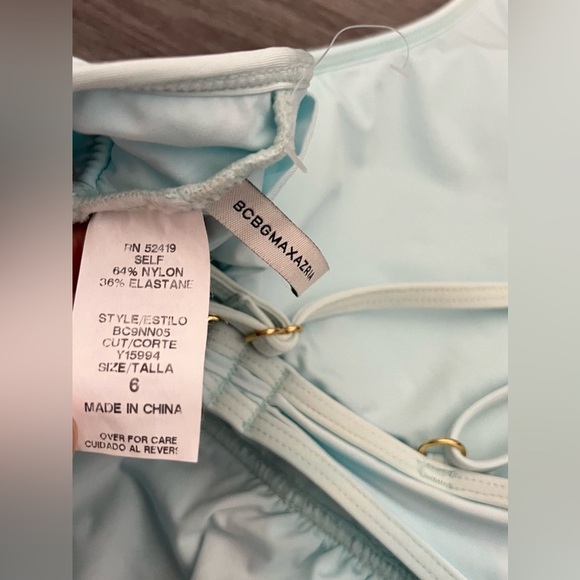 BCBGMAXAZRIA
RN 52419
SELF
64% NYLON
36% ELASTANE
STYLE/ESTILO
BC9NN05
CUT/CORTE
Y15994
SIZE/TALLA
6
MADE IN CHINA
OVER FOR CARE
CUIDADO AL REVERS